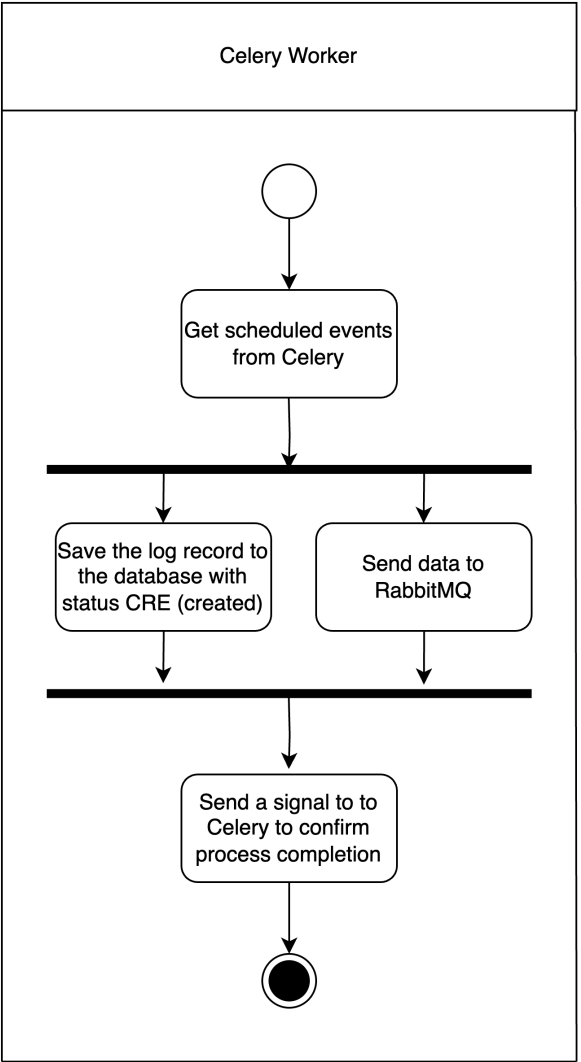 Celery Worker
Get scheduled events
from Celery
Save the log record to
the database with
status CRE (created)
Send data to
RabbitMQ
Send a signal to to
Celery to confirm
process completion